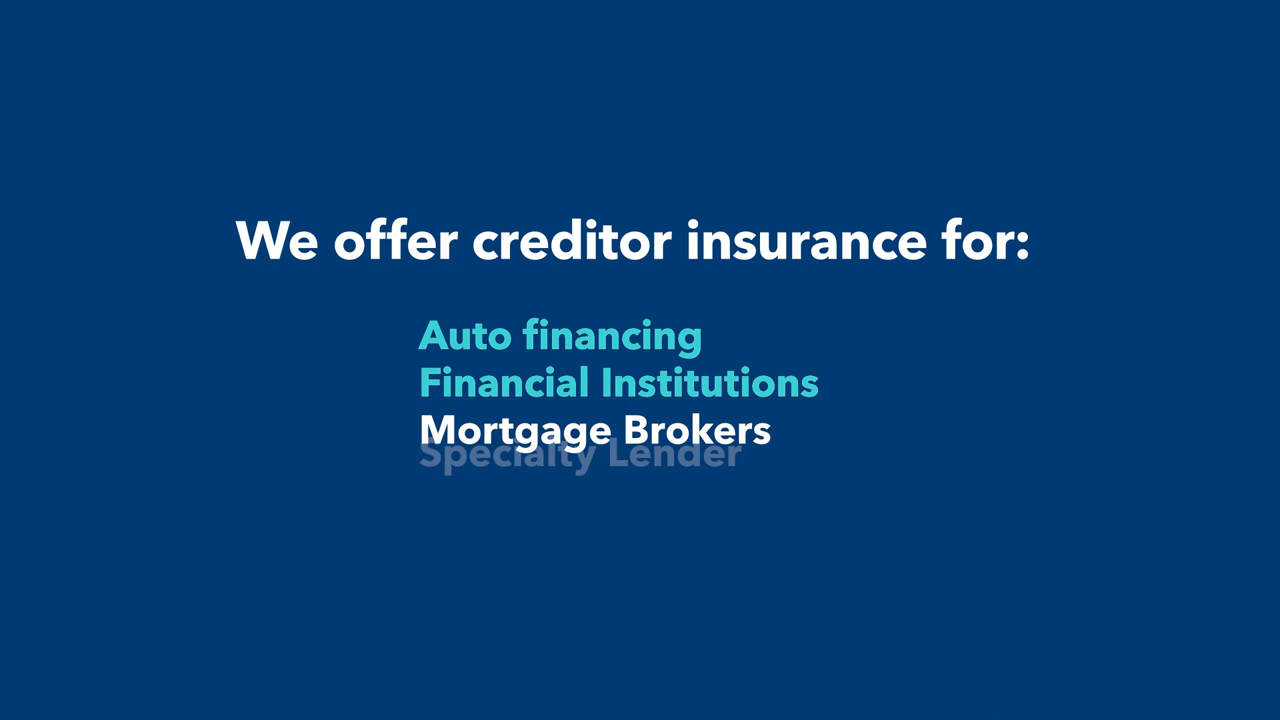 We offer creditor insurance for:
Auto financing
Financial Institutions
Mortgage Brokers
Specialty Lender